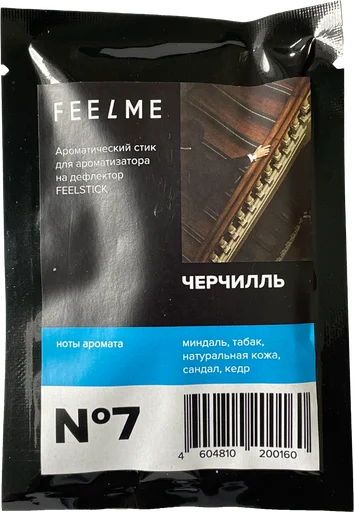 FEELME
Ароматический стик
для ароматизатора
на дефлектор
FEELSTICK
ЧЕРЧИЛЛЬ
ноты аромата
миндаль, табак,
натуральная кожа,
сандал, кедр
№7
4 604810 200160